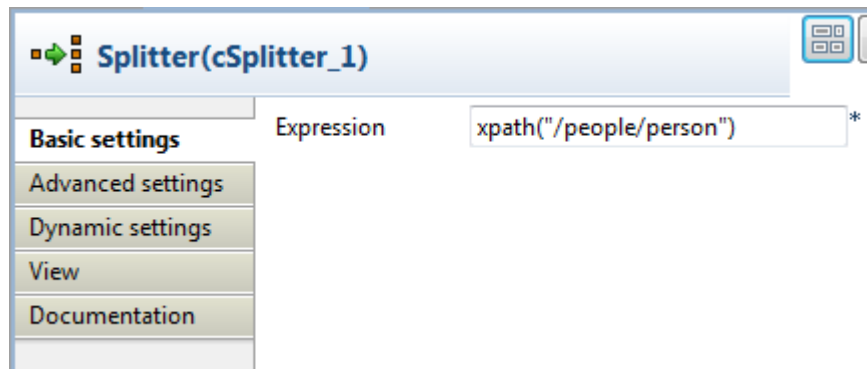 Splitter(cSplitter_1)
Basic settings
Expression
xpath("/people/person")
*
Advanced settings
Dynamic settings
View
Documentation